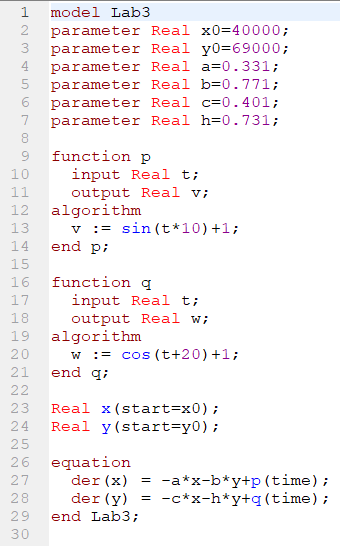 1 model Lab3
2 parameter Real x0=40000;
3 parameter Real y0=69000;
4 parameter Real a=0.331;
5 parameter Real b=0.771;
6 parameter Real c=0.401;
7 parameter Real h=0.731;
8
9 function p
10   input Real t;
11   output Real v;
12 algorithm
13   v := sin(t*10)+1;
14 end p;
15
16 function q
17   input Real t;
18   output Real w;
19 algorithm
20   w := cos(t+20)+1;
21 end q;
22
23 Real x(start=x0);
24 Real y(start=y0);
25
26 equation
27   der(x) = -a*x-b*y+p(time);
28   der(y) = -c*x-h*y+q(time);
29 end Lab3;
30